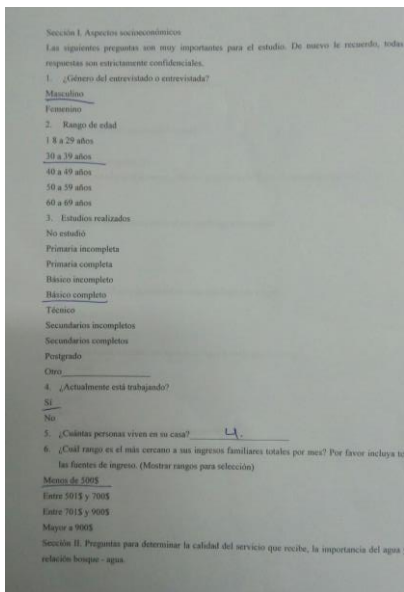 Sección I. Aspectos socioeconómicos
Las siguientes preguntas son muy importantes para el estudio. De nuevo le recuerdo, todas
respuestas son estrictamente confidenciales.
1. ¿Género del entrevistado o entrevistada?
Masculino
Femenino
2. Rango de edad
1 8 a 29 años
30 a 39 años
40 a 49 años
50 a 59 años
60 a 69 años
3. Estudios realizados
No estudió
Primaria incompleta
Primaria completa
Básico incompleto
Básico completo
Técnico
Secundarios incompletos
Secundarios completos
Postgrado
Otro
4. ¿Actualmente está trabajando?
Sí
No
5. ¿Cuántas personas viven en su casa? 4.
6. ¿Cuál rango es el más cercano a sus ingresos familiares totales por mes? Por favor incluya to
las fuentes de ingreso. (Mostrar rangos para selección)
Menos de 500$
Entre 501$ y 700$
Entre 701$ y 900$
Mayor a 900$
Sección II. Preguntas para determinar la calidad del servicio que recibe, la importancia del agua
relación bosque - agua.